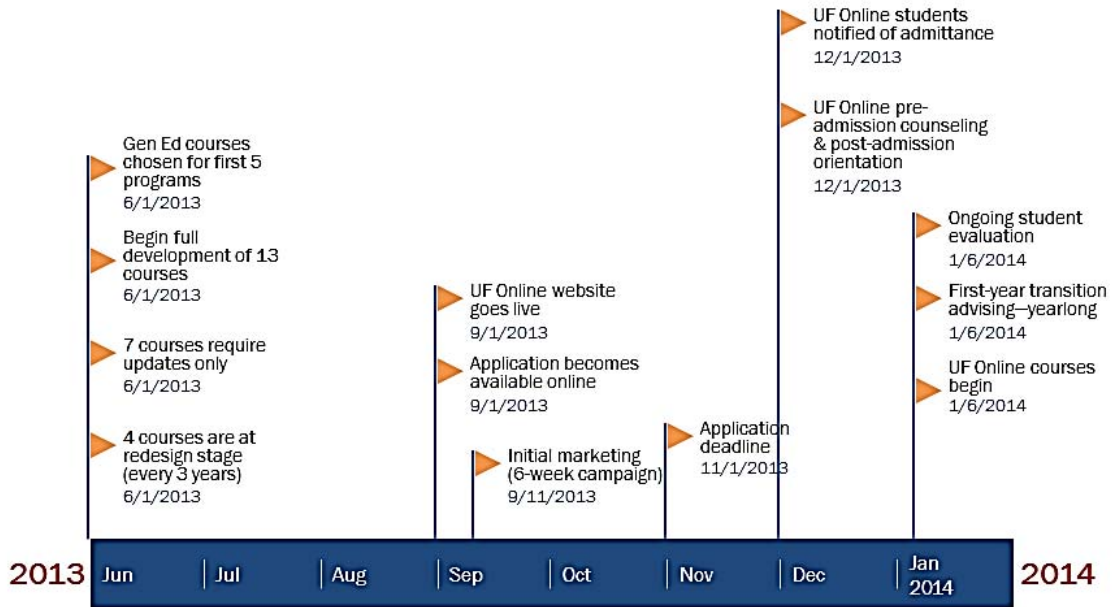 Gen Ed courses
chosen for first 5
programs
6/1/2013
Begin full
development of 13
courses
6/1/2013
7 courses require
updates only
6/1/2013
4 courses are at
redesign stage
(every 3 years)
6/1/2013
UF Online website
goes live
9/1/2013
Application becomes
available online
9/1/2013
Initial marketing
(6-week campaign)
9/11/2013
Application
deadline
11/1/2013
UF Online students
notified of admittance
12/1/2013
UF Online pre-
admission counseling
& post-admission
orientation
12/1/2013
Ongoing student
evaluation
1/6/2014
First-year transition
advising—yearlong
1/6/2014
UF Online courses
begin
1/6/2014
2013
Jun
Jul
Aug
Sep
Oct
Nov
Dec
Jan
2014
2014